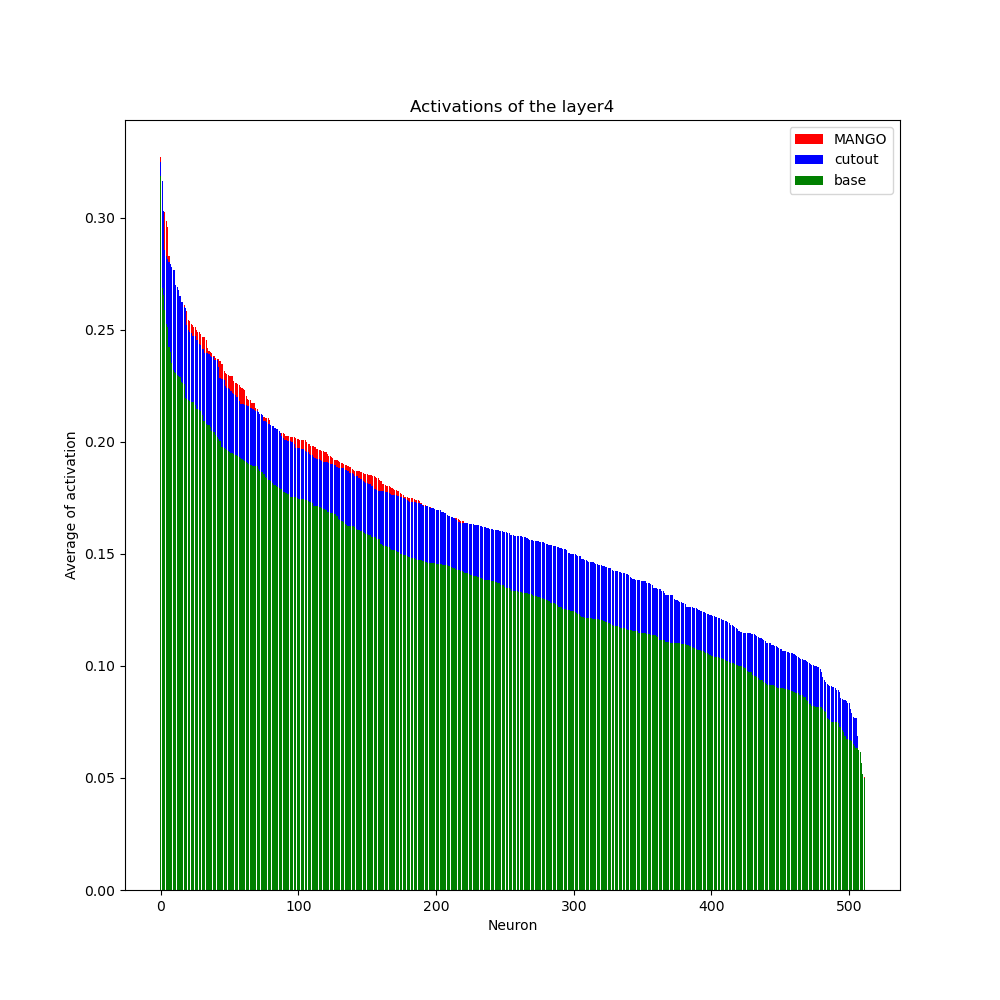 Activations of the layer4
MANGO
cutout
base
0.30
0.25
0.20
0.15
0.10
0.05
0.00
Average of activation
0 100 200 300 400 500
Neuron